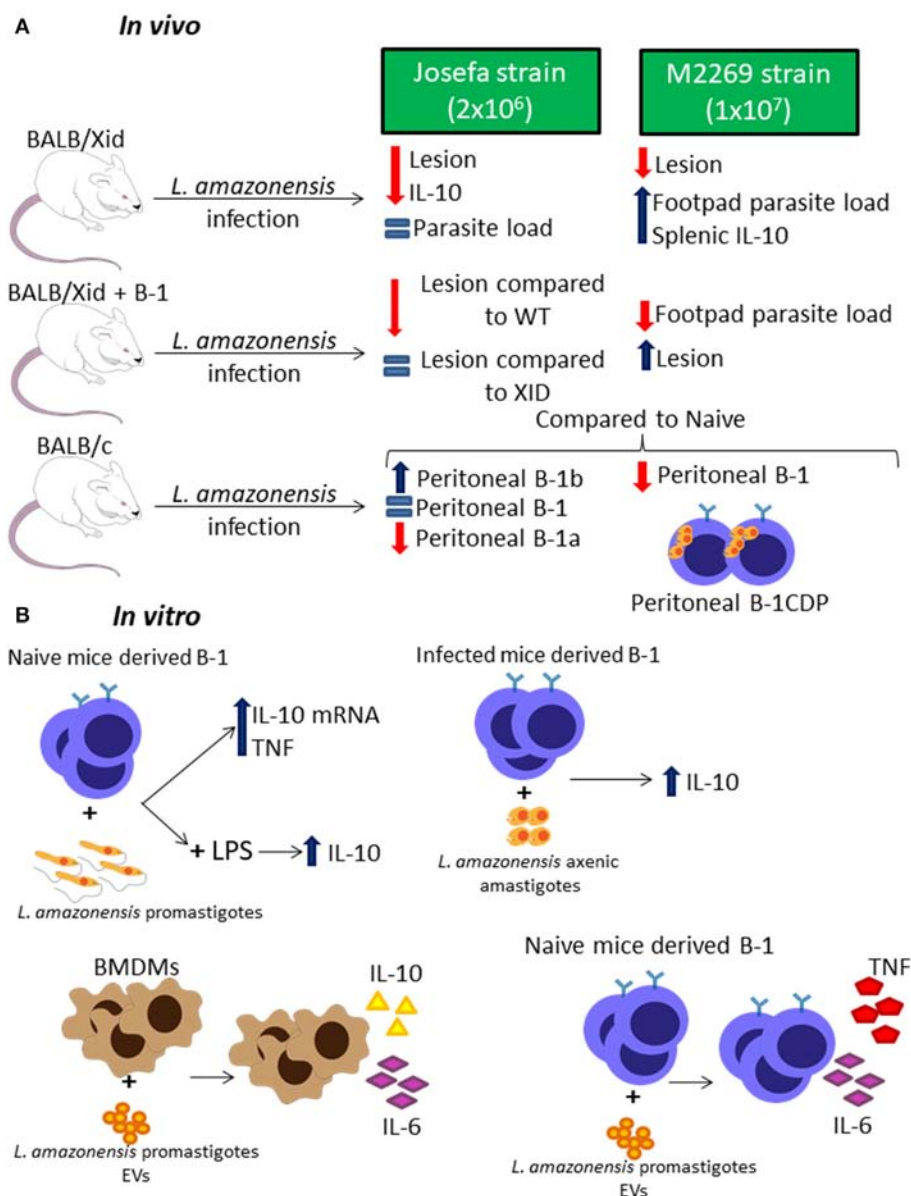 A In vivo
Josefa strain
(2x10⁶)
M2269 strain
(1x10⁷)
BALB/Xid
L. amazonensis
infection
Lesion
IL-10
Parasite load
Lesion
Footpad parasite load
Splenic IL-10
BALB/Xid + B-1
L. amazonensis
infection
Lesion compared
to WT
Lesion compared
to XID
Footpad parasite load
Lesion
Compared to Naive
BALB/c
L. amazonensis
infection
Peritoneal B-1b
Peritoneal B-1
Peritoneal B-1a
Peritoneal B-1
Peritoneal B-1CDP
B In vitro
Naive mice derived B-1
+
L. amazonensis promastigotes
IL-10 mRNA
TNF
+ LPS
IL-10
Infected mice derived B-1
+
L. amazonensis axenic
amastigotes
IL-10
BMDMs
+
L. amazonensis promastigotes
EVs
IL-10
IL-6
Naive mice derived B-1
+
L. amazonensis promastigotes
EVs
TNF
IL-6